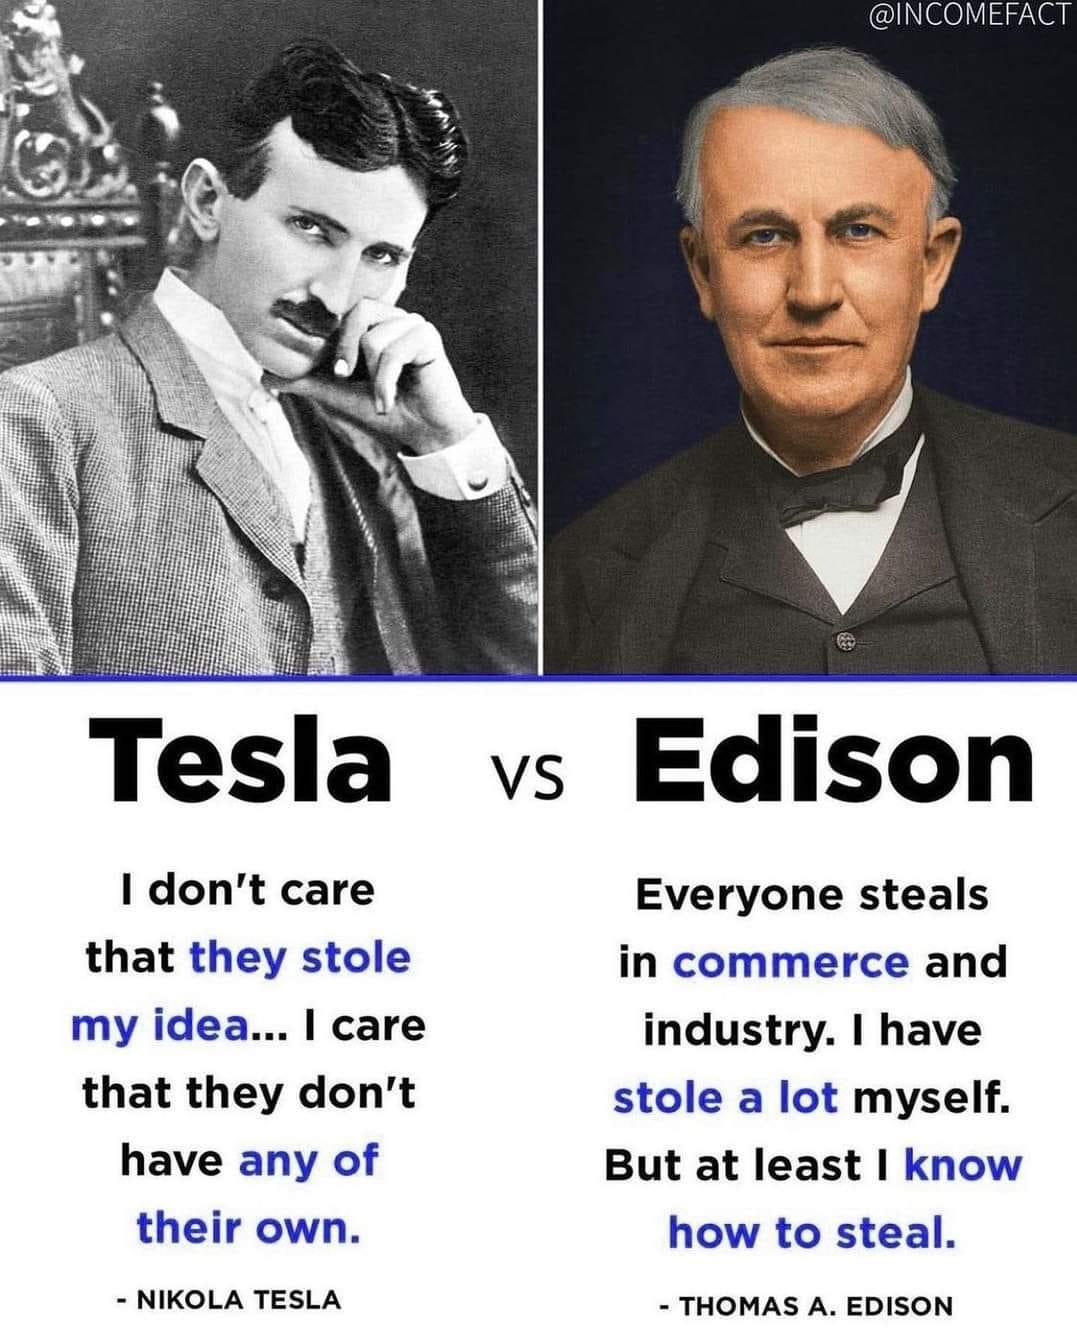 @INCOMEFACT
Tesla vs Edison
I don't care
that they stole
my idea... I care
that they don't
have any of
their own.
- NIKOLA TESLA
Everyone steals
in commerce and
industry. I have
stole a lot myself.
But at least I know
how to steal.
- THOMAS A. EDISON